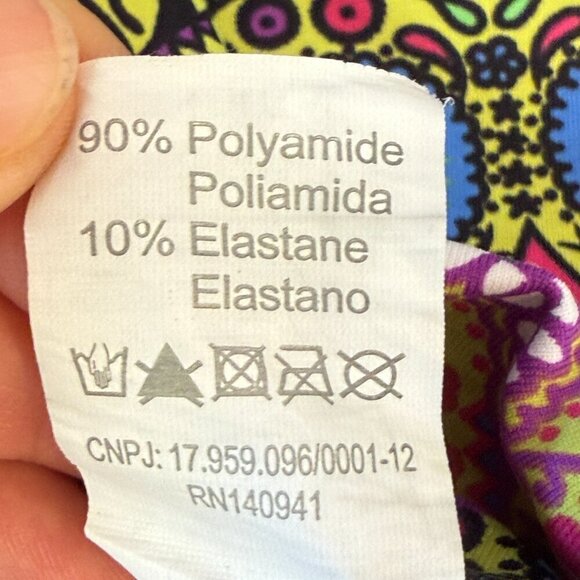 90% Polyamide
Poliamida
10% Elastane
Elastano
CNPJ: 17.959.096/0001-12
RN140941